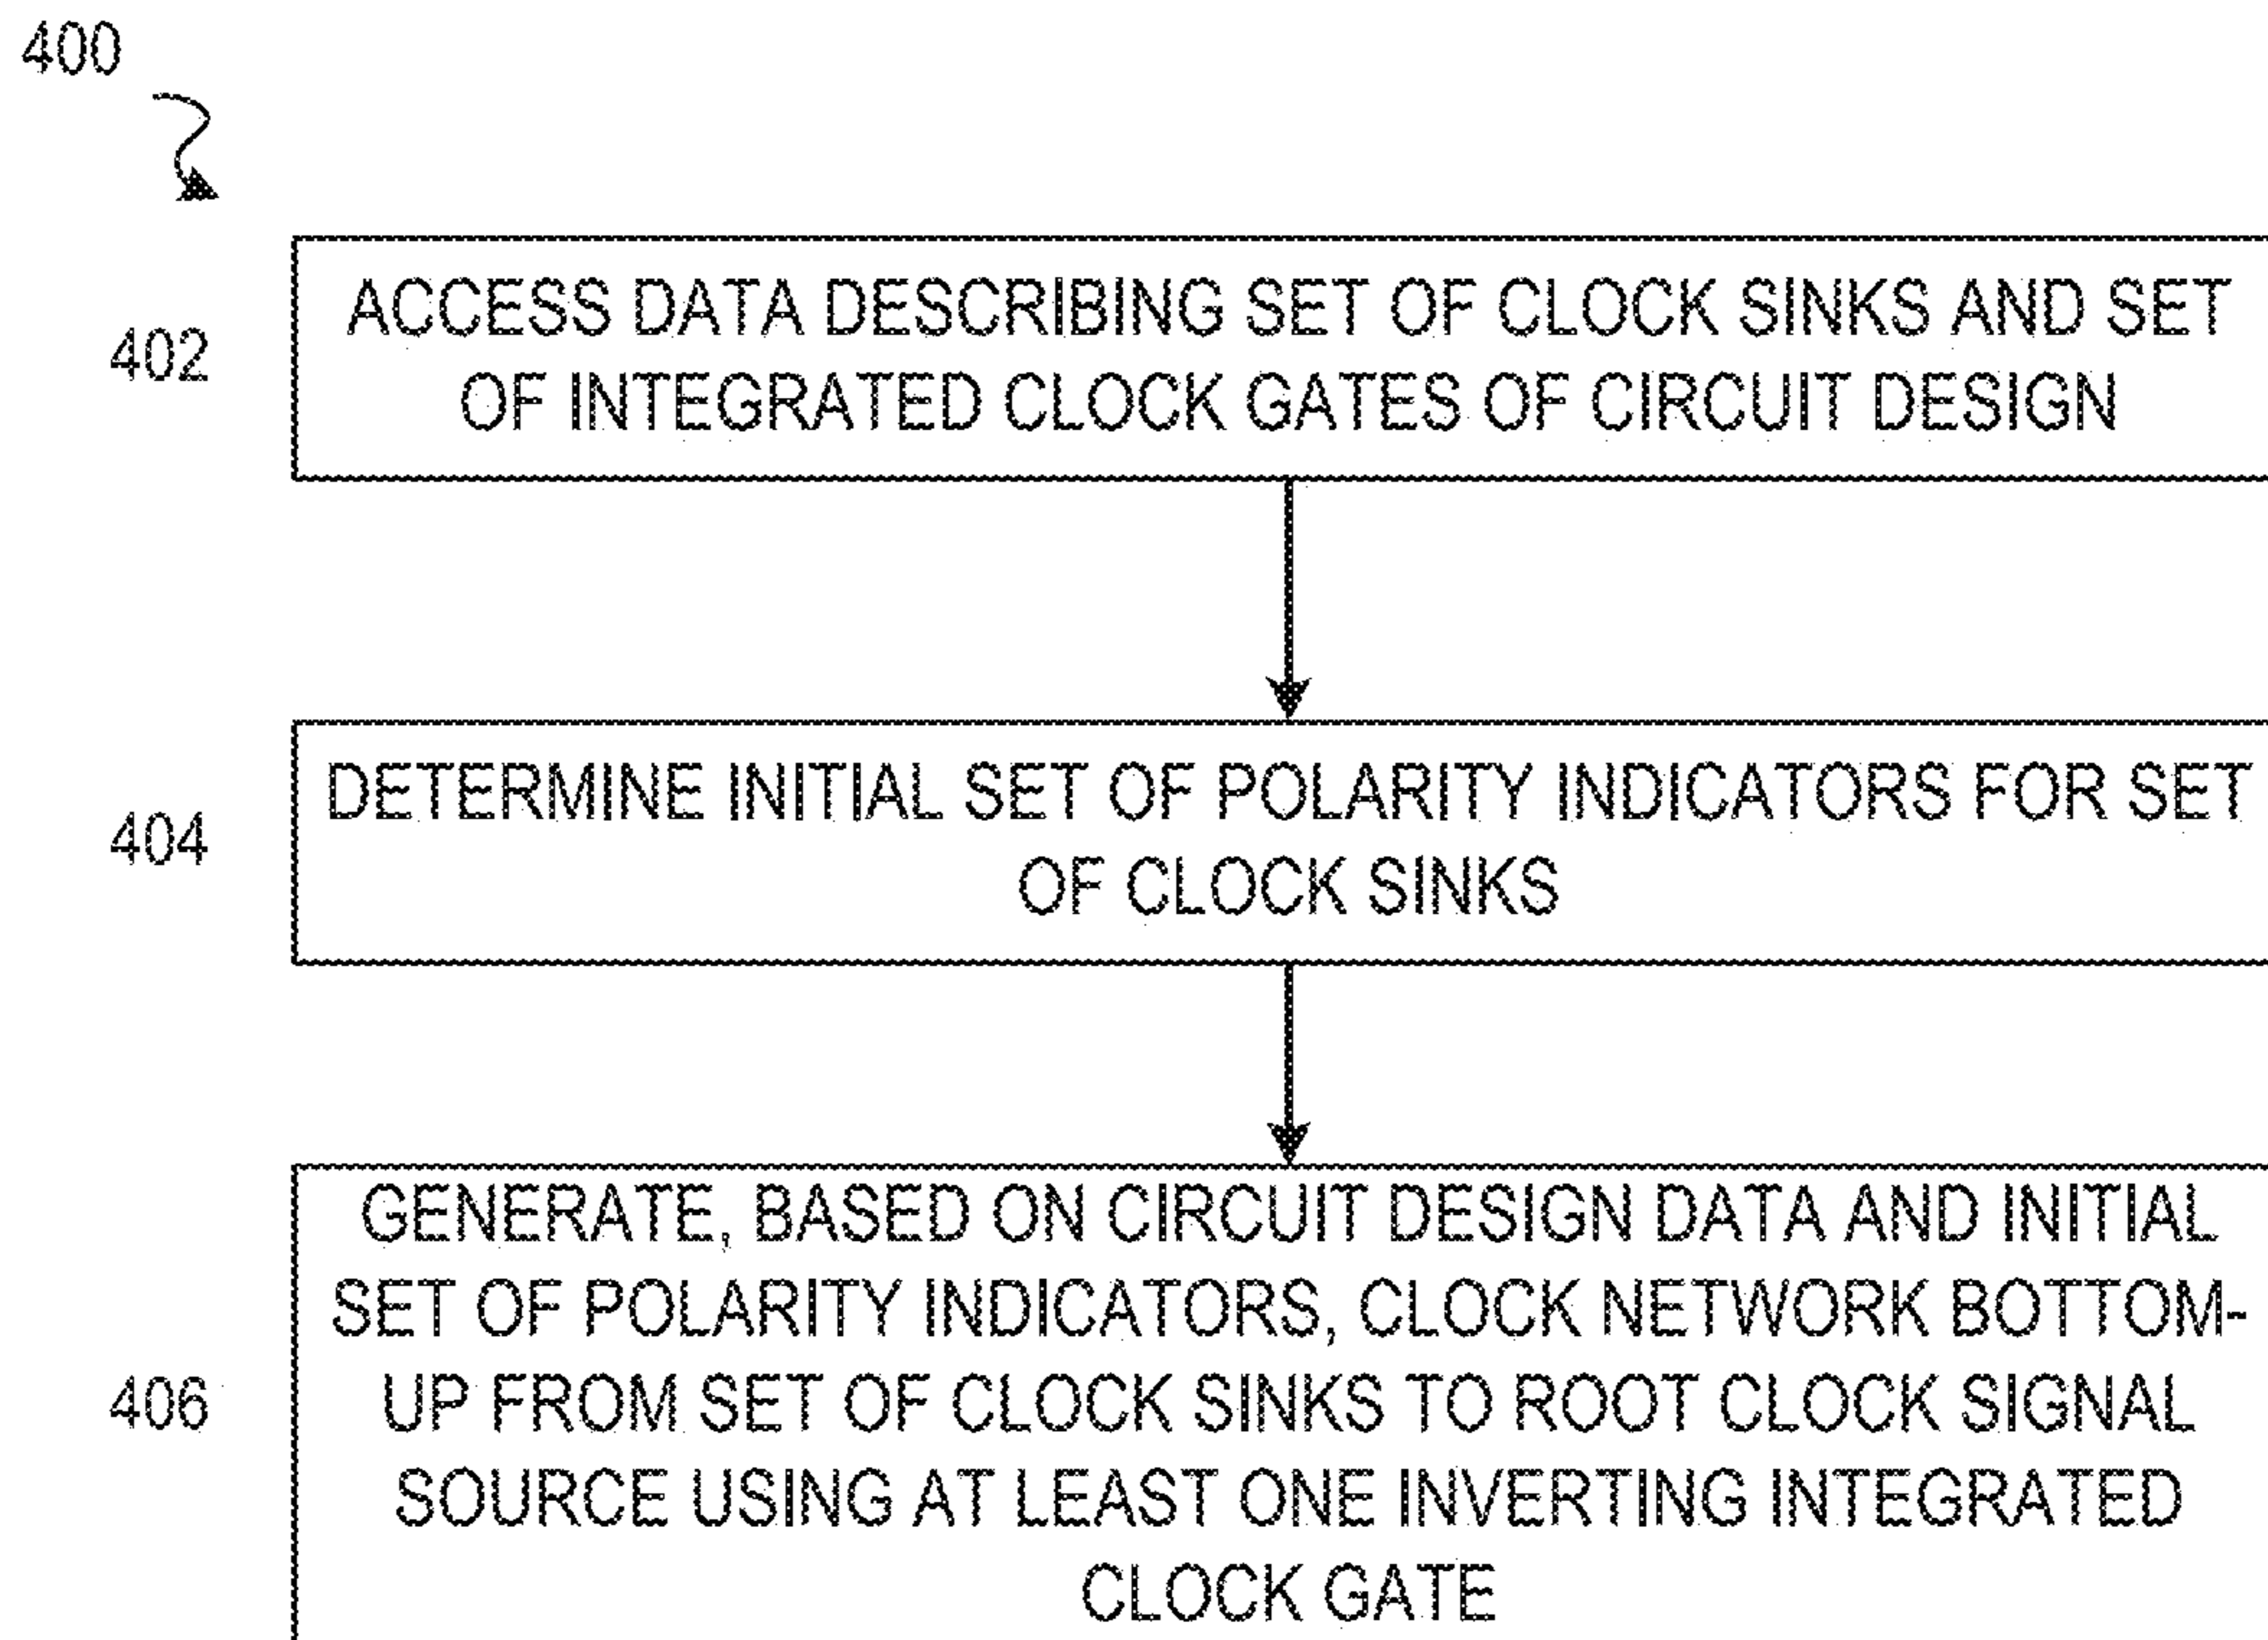 400
402
ACCESS DATA DESCRIBING SET OF CLOCK SINKS AND SET
OF INTEGRATED CLOCK GATES OF CIRCUIT DESIGN
404
DETERMINE INITIAL SET OF POLARITY INDICATORS FOR SET
OF CLOCK SINKS
406
GENERATE, BASED ON CIRCUIT DESIGN DATA AND INITIAL
SET OF POLARITY INDICATORS, CLOCK NETWORK BOTTOM-
UP FROM SET OF CLOCK SINKS TO ROOT CLOCK SIGNAL
SOURCE USING AT LEAST ONE INVERTING INTEGRATED
CLOCK GATE